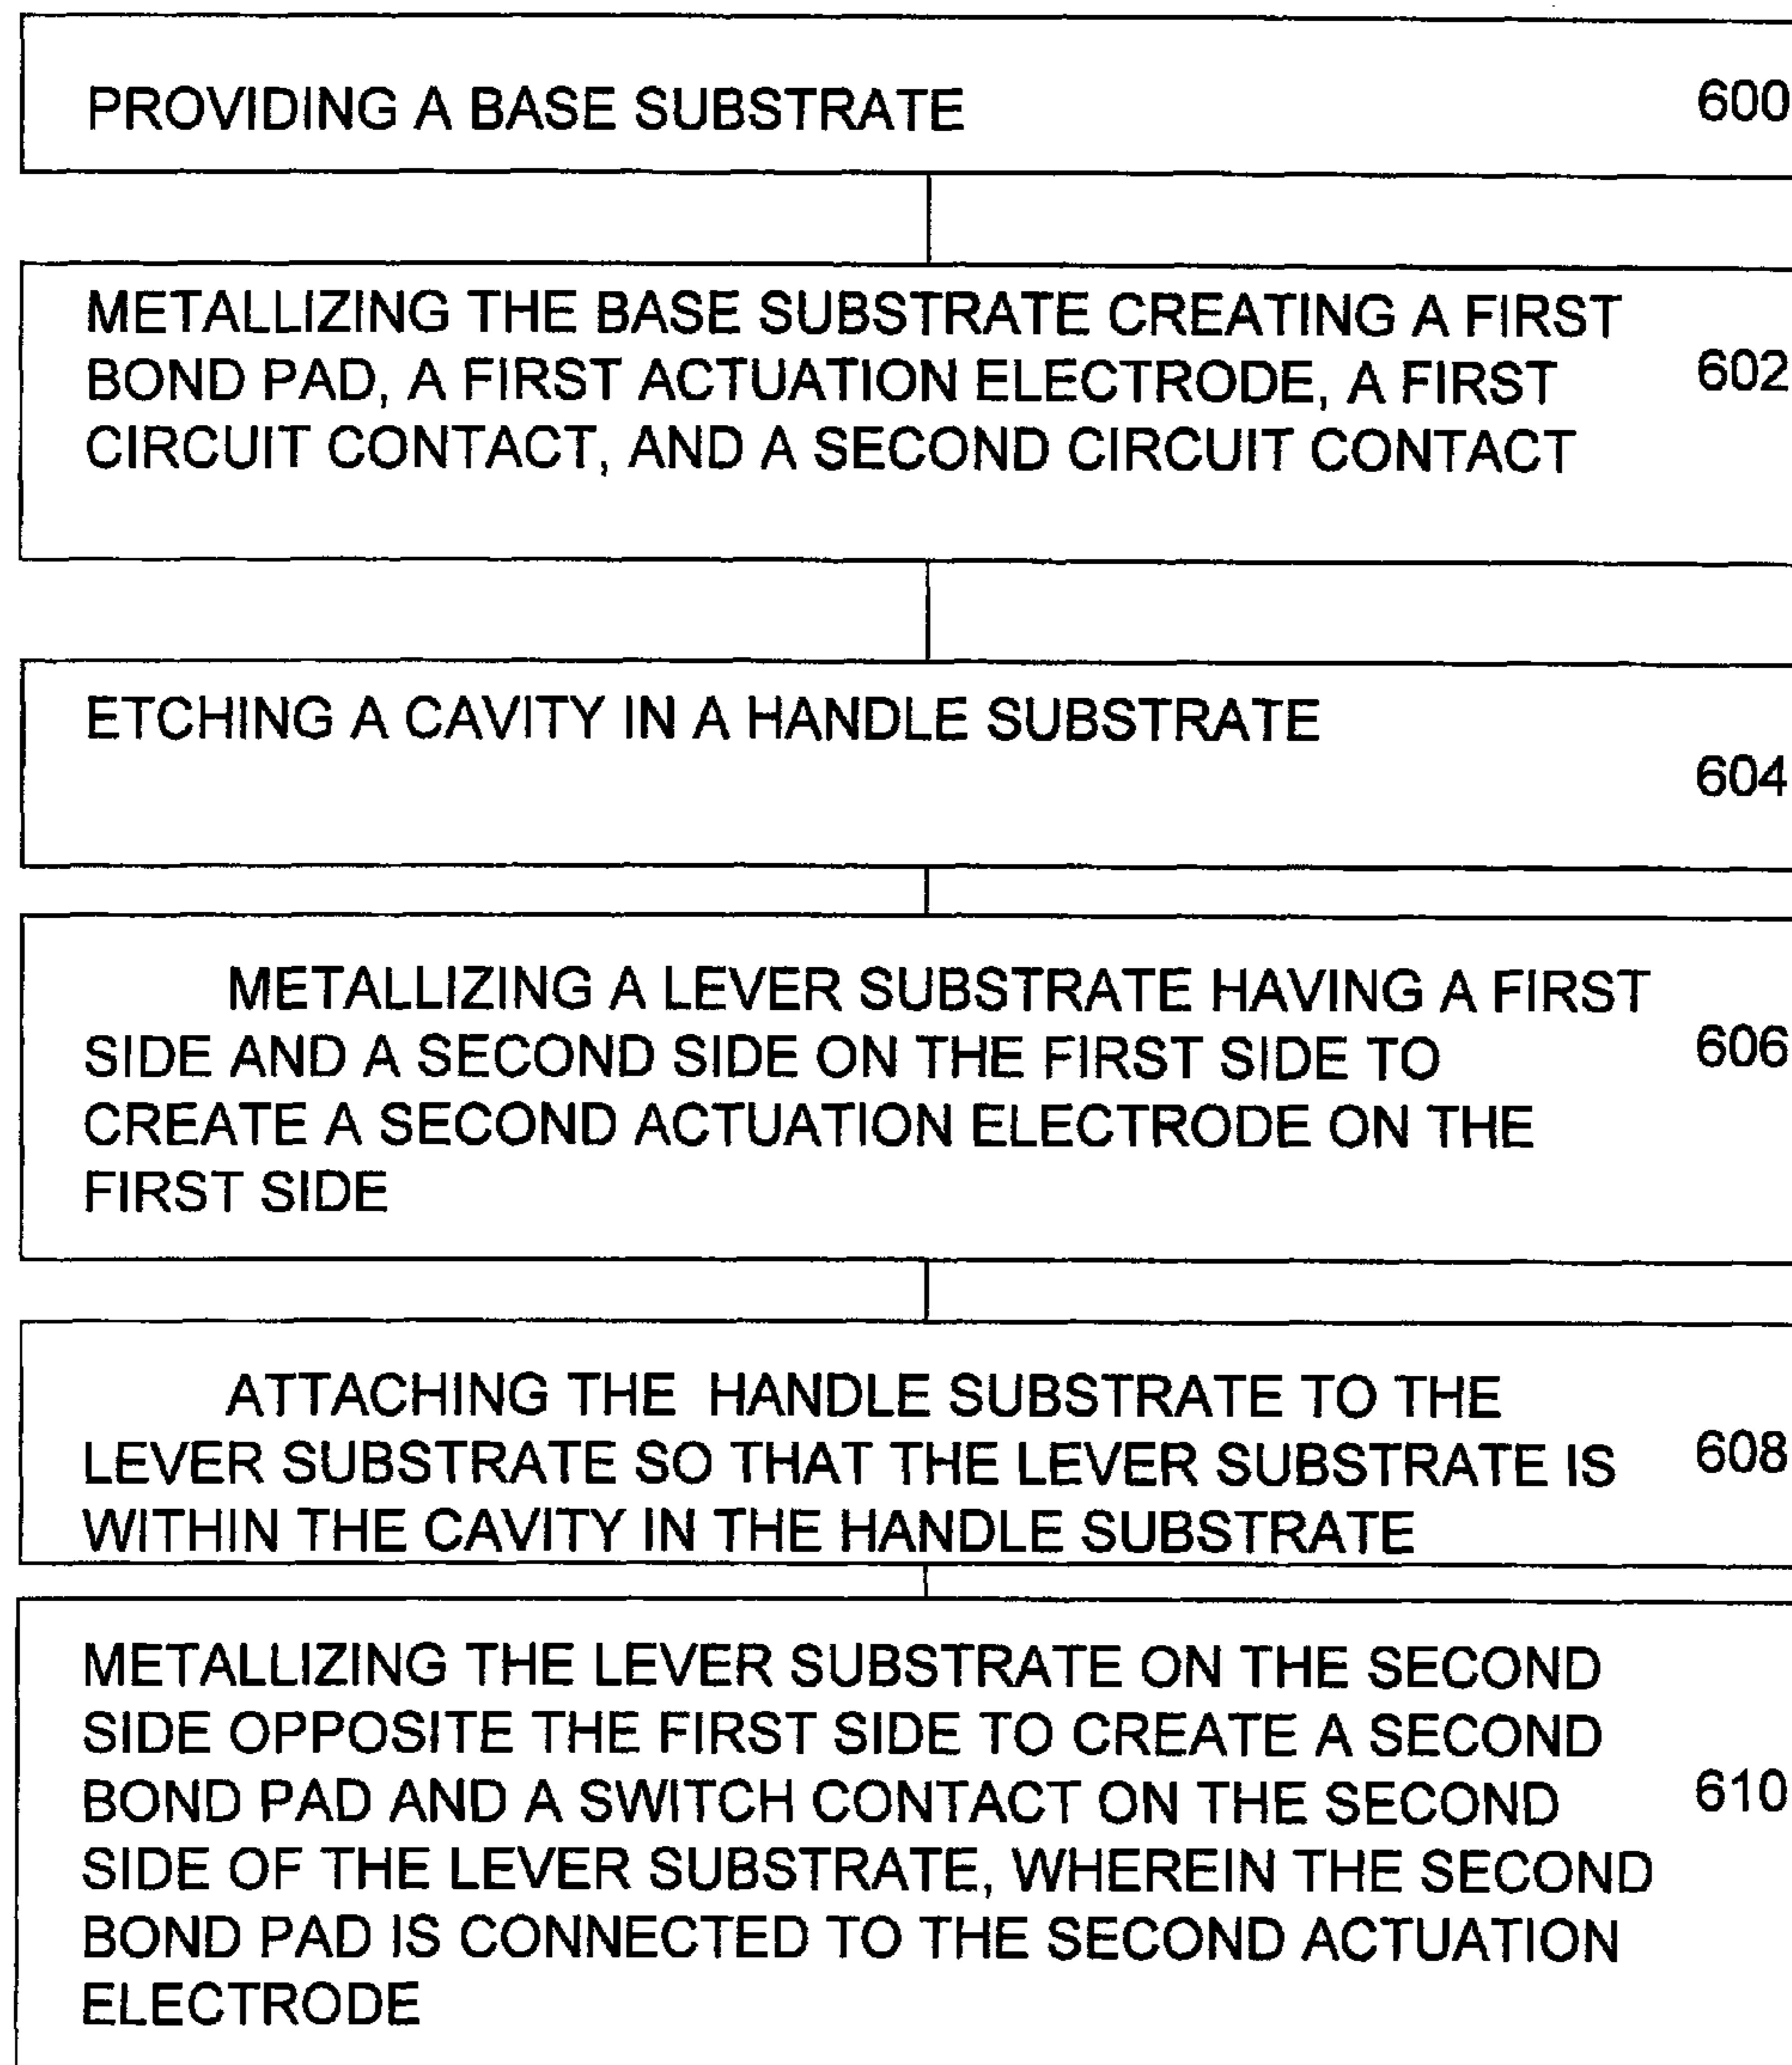 PROVIDING A BASE SUBSTRATE 600
METALLIZING THE BASE SUBSTRATE CREATING A FIRST
BOND PAD, A FIRST ACTUATION ELECTRODE, A FIRST 602
CIRCUIT CONTACT, AND A SECOND CIRCUIT CONTACT
ETCHING A CAVITY IN A HANDLE SUBSTRATE
604
METALLIZING A LEVER SUBSTRATE HAVING A FIRST
SIDE AND A SECOND SIDE ON THE FIRST SIDE TO 606
CREATE A SECOND ACTUATION ELECTRODE ON THE
FIRST SIDE
ATTACHING THE HANDLE SUBSTRATE TO THE
LEVER SUBSTRATE SO THAT THE LEVER SUBSTRATE IS 608
WITHIN THE CAVITY IN THE HANDLE SUBSTRATE
METALLIZING THE LEVER SUBSTRATE ON THE SECOND
SIDE OPPOSITE THE FIRST SIDE TO CREATE A SECOND
BOND PAD AND A SWITCH CONTACT ON THE SECOND 610
SIDE OF THE LEVER SUBSTRATE, WHEREIN THE SECOND
BOND PAD IS CONNECTED TO THE SECOND ACTUATION
ELECTRODE